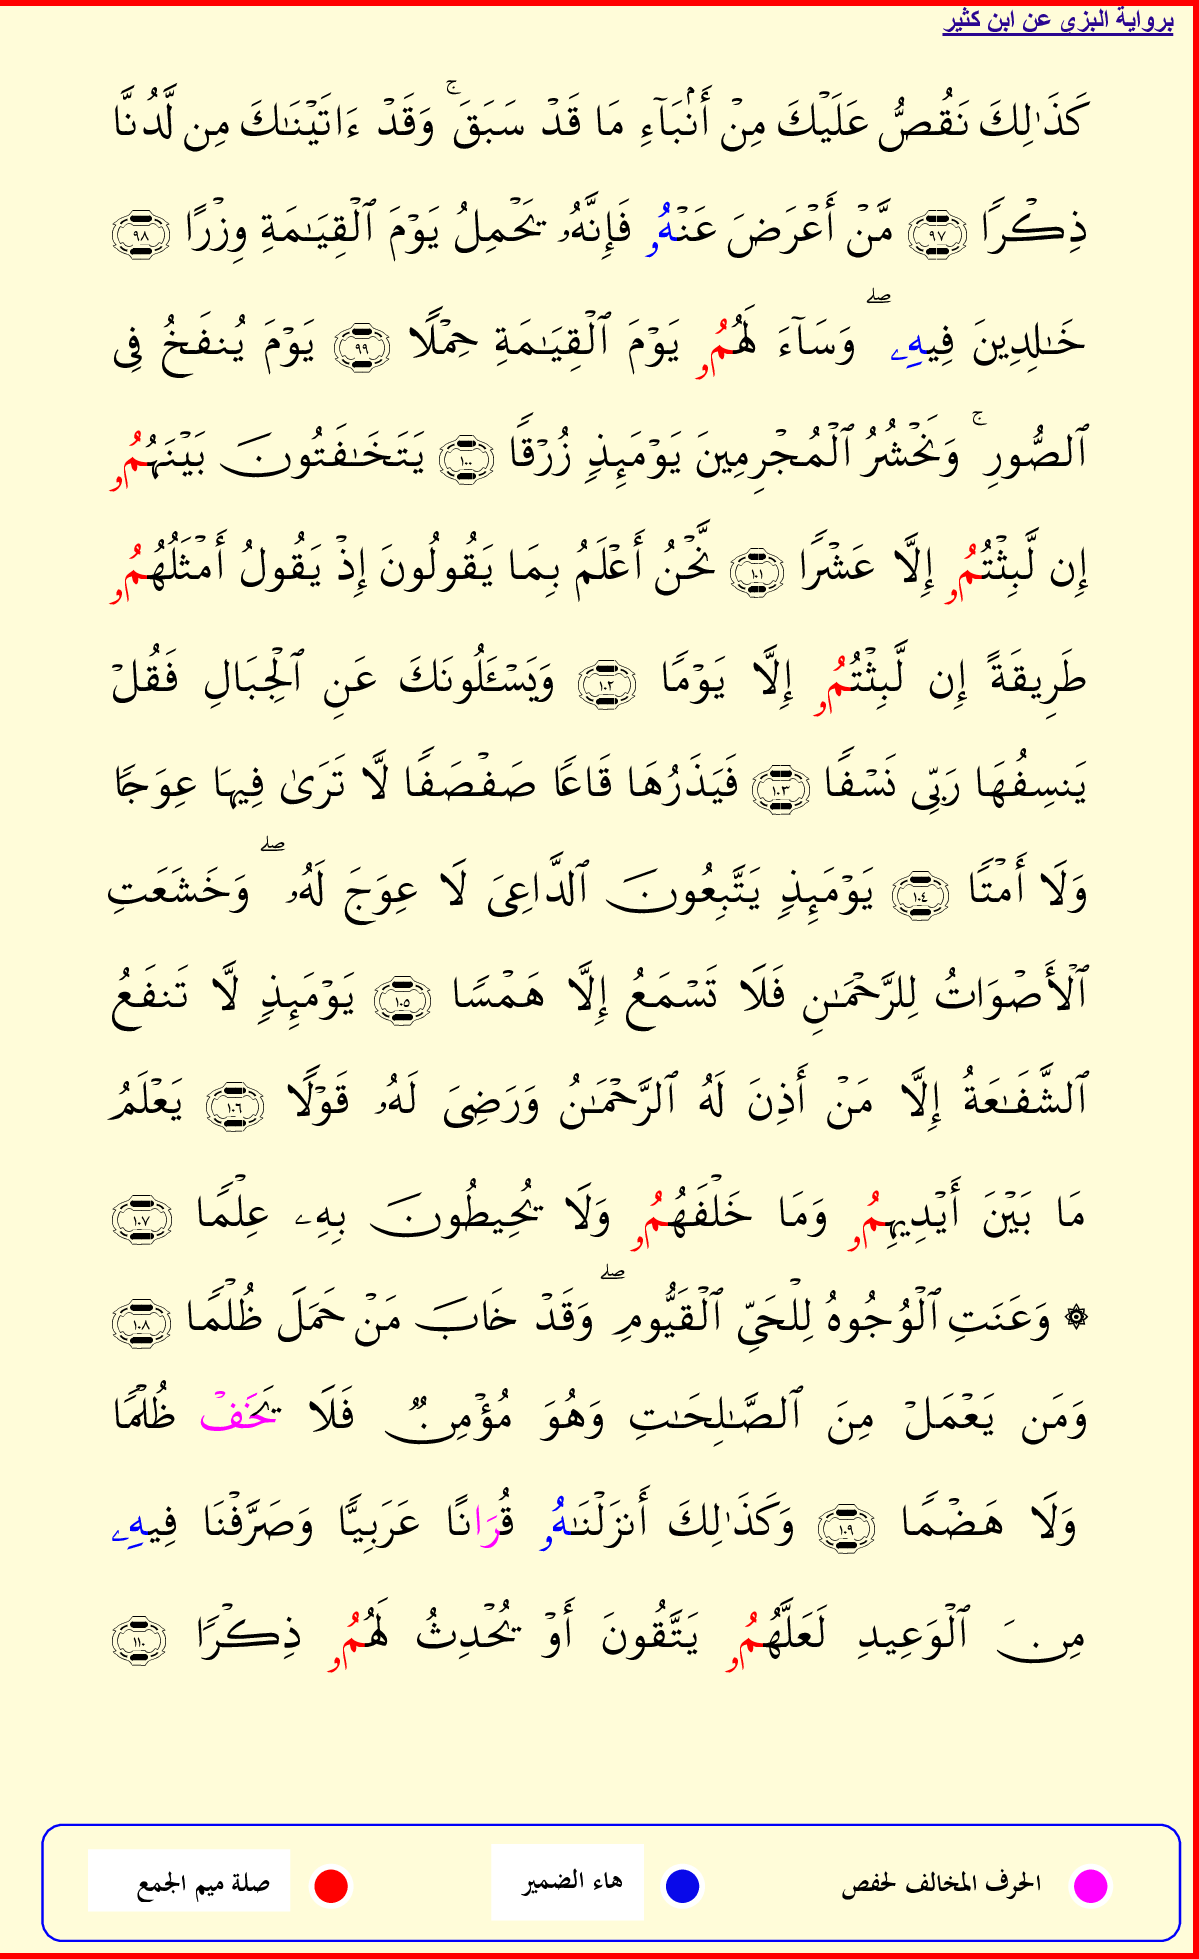 برواية البزي عن ابن كثير
كَذَٰلِكَ نَقُصُّ عَلَيْكَ مِنْ أَنۢبَآءِ مَا قَدْ سَبَقَ ۚ وَقَدْ ءَاتَيْنَـٰكَ مِن لَّدُنَّا
ذِكْرًا ٩٧ مَّنْ أَعْرَضَ عَنْهُۥ فَإِنَّهُۥ يَحْمِلُ يَوْمَ ٱلْقِيَـٰمَةِ وِزْرًا ٩٨
خَـٰلِدِينَ فِيهِۦ ۖ وَسَآءَ لَهُمُۥ يَوْمَ ٱلْقِيَـٰمَةِ حِمْلًا ٩٩ يَوْمَ يُنفَخُ فِى
ٱلصُّورِ ۚ وَنَحْشُرُ ٱلْمُجْرِمِينَ يَوْمَئِذٍ زُرْقًا ١٠٠ يَتَخَـٰفَتُونَ بَيْنَهُمُۥ
إِن لَّبِثْتُمُۥ إِلَّا عَشْرًا ١٠١ نَّحْنُ أَعْلَمُ بِمَا يَقُولُونَ إِذْ يَقُولُ أَمْثَلُهُمُۥ
طَرِيقَةً إِن لَّبِثْتُمُۥ إِلَّا يَوْمًا ١٠٢ وَيَسْـَٔلُونَكَ عَنِ ٱلْجِبَالِ فَقُلْ
يَنسِفُهَا رَبِّى نَسْفًا ١٠٣ فَيَذَرُهَا قَاعًا صَفْصَفًا لَّا تَرَىٰ فِيهَا عِوَجًا
وَلَا أَمْتًا ١٠٤ يَوْمَئِذٍ يَتَّبِعُونَ ٱلدَّاعِىَ لَا عِوَجَ لَهُۥ ۖ وَخَشَعَتِ
ٱلْأَصْوَاتُ لِلرَّحْمَـٰنِ فَلَا تَسْمَعُ إِلَّا هَمْسًا ١٠٥ يَوْمَئِذٍ لَّا تَنفَعُ
ٱلشَّفَـٰعَةُ إِلَّا مَنْ أَذِنَ لَهُ ٱلرَّحْمَـٰنُ وَرَضِىَ لَهُۥ قَوْلًا ١٠٦ يَعْلَمُ
مَا بَيْنَ أَيْدِيهِمُۥ وَمَا خَلْفَهُمُۥ وَلَا يُحِيطُونَ بِهِۦ عِلْمًا ١٠٧
۞ وَعَنَتِ ٱلْوُجُوهُ لِلْحَىِّ ٱلْقَيُّومِ ۖ وَقَدْ خَابَ مَنْ حَمَلَ ظُلْمًا ١٠٨
وَمَن يَعْمَلْ مِنَ ٱلصَّـٰلِحَـٰتِ وَهُوَ مُؤْمِنٌ فَلَا يَخَفْ ظُلْمًا
وَلَا هَضْمًا ١٠٩ وَكَذَٰلِكَ أَنزَلْنَـٰهُۥ قُرَانًا عَرَبِيًّا وَصَرَّفْنَا فِيهِۦ
مِنَ ٱلْوَعِيدِ لَعَلَّهُمُۥ يَتَّقُونَ أَوْ يُحْدِثُ لَهُمُۥ ذِكْرًا ١١٠
الحرف المخالف لحفص هاء الضمير صلة ميم الجمع